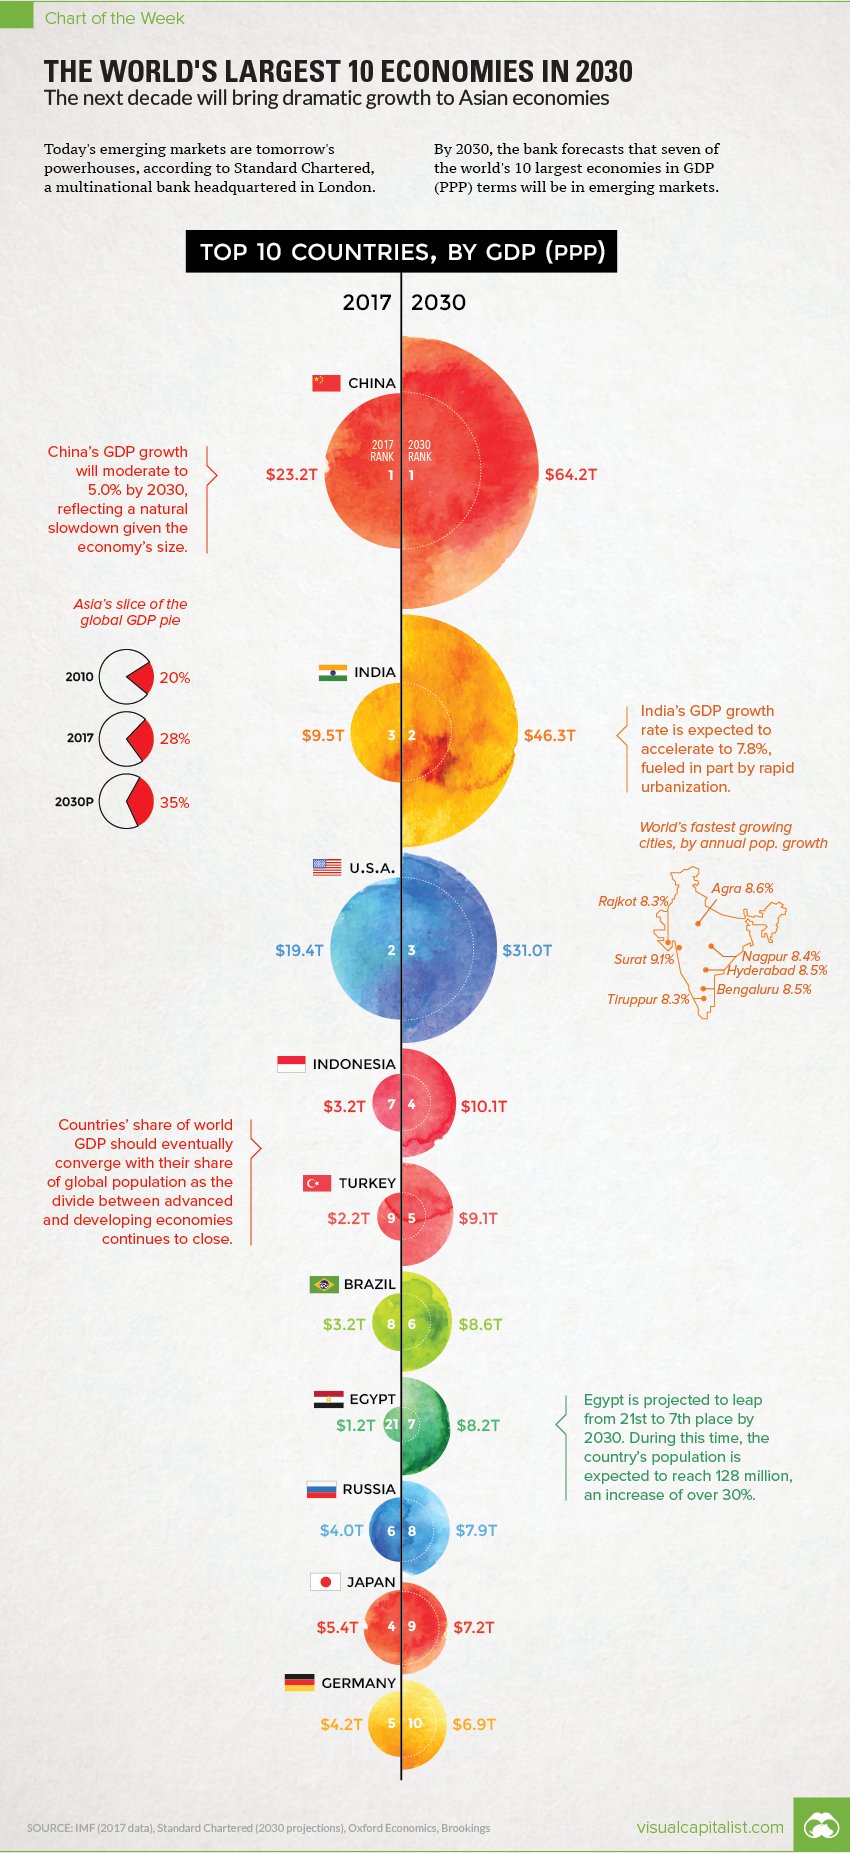 Chart of the Week
THE WORLD'S LARGEST 10 ECONOMIES IN 2030
The next decade will bring dramatic growth to Asian economies
Today's emerging markets are tomorrow's
powerhouses, according to Standard Chartered,
a multinational bank headquartered in London.
By 2030, the bank forecasts that seven of
the world's 10 largest economies in GDP
(PPP) terms will be in emerging markets.
TOP 10 COUNTRIES, BY GDP (PPP)
2017
2030
CHINA
2017
RANK
1
2030
RANK
1
$23.2T
$64.2T
China's GDP growth
will moderate to
5.0% by 2030,
reflecting a natural
slowdown given the
economy's size.
Asia's slice of the
global GDP pie
2010
20%
2017
28%
2030P
35%
INDIA
$9.5T
3
2
$46.3T
India's GDP growth
rate is expected to
accelerate to 7.8%,
fueled in part by rapid
urbanization.
World's fastest growing
cities, by annual pop. growth
Agra 8.6%
Rajkot 8.3%
Nagpur 8.4%
Surat 9.1%
Hyderabad 8.5%
Bengaluru 8.5%
Tiruppur 8.3%
U.S.A.
$19.4T
2
3
$31.0T
INDONESIA
$3.2T
7
4
$10.1T
Countries' share of world
GDP should eventually
converge with their share
of global population as the
divide between advanced
and developing economies
continues to close.
TURKEY
$2.2T
9
5
$9.1T
BRAZIL
$3.2T
8
6
$8.6T
EGYPT
$1.2T
21
7
$8.2T
Egypt is projected to leap
from 21st to 7th place by
2030. During this time, the
country's population is
expected to reach 128 million,
an increase of over 30%.
RUSSIA
$4.0T
6
8
$7.9T
JAPAN
$5.4T
4
9
$7.2T
GERMANY
$4.2T
5
10
$6.9T
SOURCE: IMF (2017 data), Standard Chartered (2030 projections), Oxford Economics, Brookings
visualcapitalist.com